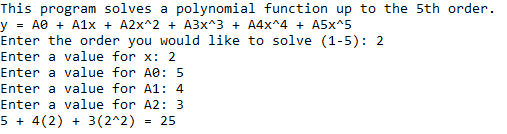 This program solves a polynomial function up to the 5th order.
y = A0 + A1x + A2x^2 + A3x^3 + A4x^4 + A5x^5
Enter the order you would like to solve (1-5): 2
Enter a value for x: 2
Enter a value for A0: 5
Enter a value for A1: 4
Enter a value for A2: 3
5 + 4(2) + 3(2^2) = 25